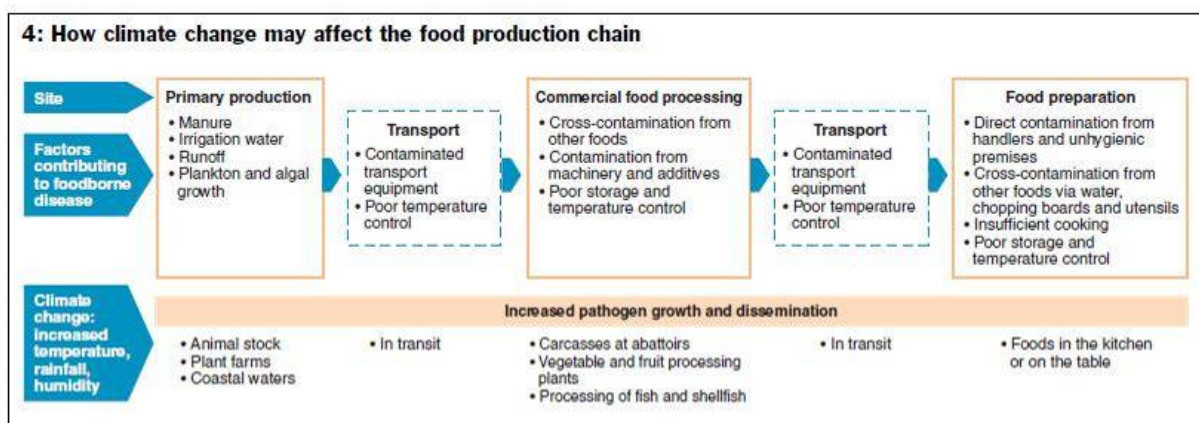 4: How climate change may affect the food production chain
Site
Factors
contributing
to foodborne
disease
Primary production
• Manure
• Irrigation water
• Runoff
• Plankton and algal
growth
Transport
• Contaminated
transport
equipment
• Poor temperature
control
Commercial food processing
• Cross-contamination from
other foods
• Contamination from
machinery and additives
• Poor storage and
temperature control
Transport
• Contaminated
transport
equipment
• Poor temperature
control
Food preparation
• Direct contamination from
handlers and unhygienic
premises
• Cross-contamination from
other foods via water,
chopping boards and utensils
• Insufficient cooking
• Poor storage and
temperature control
Climate
change:
increased
temperature,
rainfall,
humidity
Increased pathogen growth and dissemination
• Animal stock
• Plant farms
• Coastal waters
• In transit
• Carcasses at abattoirs
• Vegetable and fruit processing
plants
• Processing of fish and shellfish
• In transit
• Foods in the kitchen
or on the table